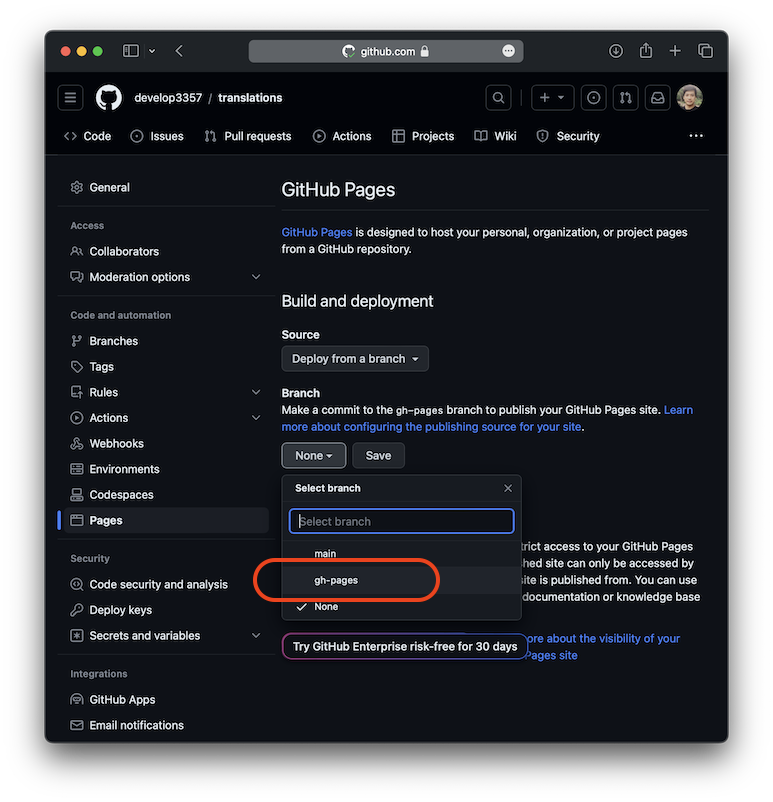 github.com
develop3357 / translations
Code
Issues
Pull requests
Actions
Projects
Wiki
Security
General
Access
Collaborators
Moderation options
Code and automation
Branches
Tags
Rules
Actions
Webhooks
Environments
Codespaces
Pages
Security
Code security and analysis
Deploy keys
Secrets and variables
Integrations
GitHub Apps
Email notifications
GitHub Pages
GitHub Pages is designed to host your personal, organization, or project pages
from a GitHub repository.
Build and deployment
Source
Deploy from a branch
Branch
Make a commit to the gh-pages branch to publish your GitHub Pages site. Learn
more about configuring the publishing source for your site.
None
Save
Select branch
Select branch
main
gh-pages
None
trict access to your GitHub Pages
hed site can only be accessed by
site is published from. You can use
documentation or knowledge base
Try GitHub Enterprise risk-free for 30 days
ore about the visibility of your
Pages site